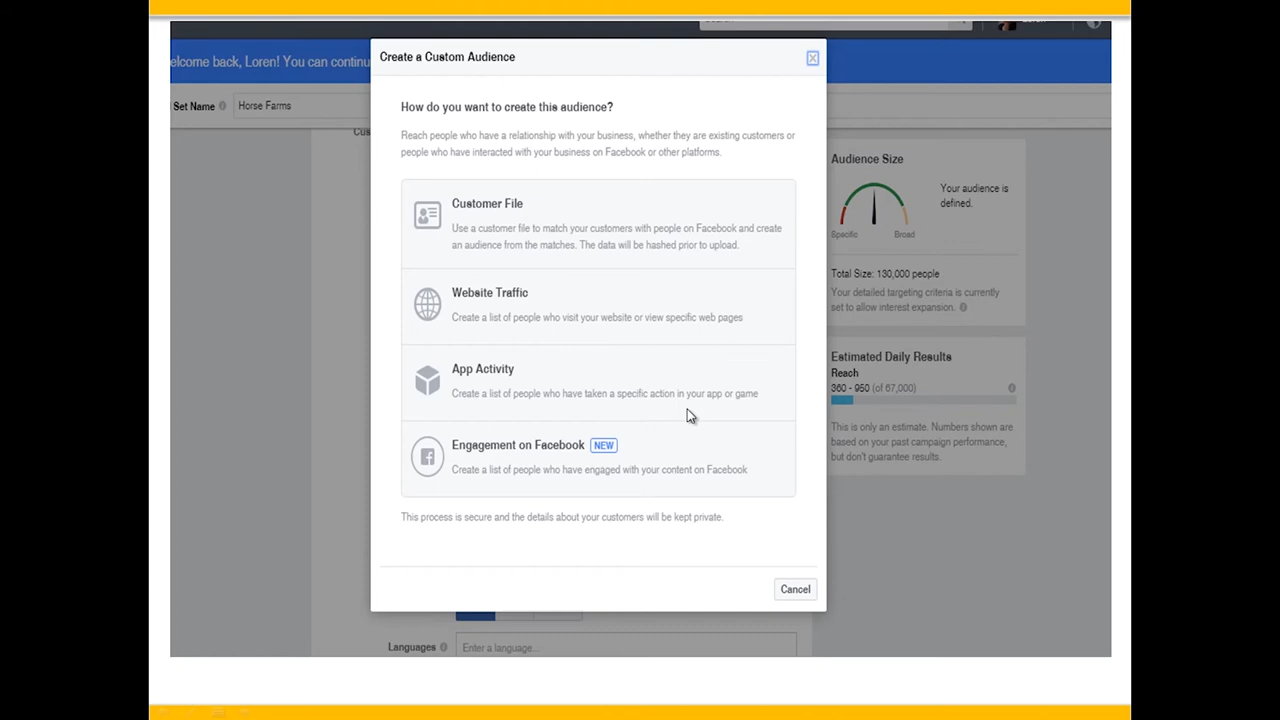 Create a Custom Audience
elcome back, Loren! You can continu
Set Name
Horse Farms
How do you want to create this audience?
Reach people who have a relationship with your business, whether they are existing customers or
people who have interacted with your business on Facebook or other platforms.
Customer File
Use a customer file to match your customers with people on Facebook and create
an audience from the matches. The data will be hashed prior to upload.
Website Traffic
Create a list of people who visit your website or view specific web pages
App Activity
Create a list of people who have taken a specific action in your app or game
Engagement on Facebook NEW
Create a list of people who have engaged with your content on Facebook
This process is secure and the details about your customers will be kept private.
Cancel
Audience Size
Your audience is
defined.
Specific
Broad
Total Size: 130,000 people
Your detailed targeting criteria is currently
set to allow interest expansion.
Estimated Daily Results
Reach
360 - 950 (of 67,000)
This is only an estimate. Numbers shown are
based on your past campaign performance,
but don't guarantee results.
Languages
Enter a language...